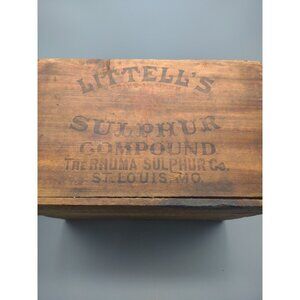 LITTELL'S
SULPHUR
COMPOUND
THE RHUMA SULPHUR CO.
ST. LOUIS, MO.